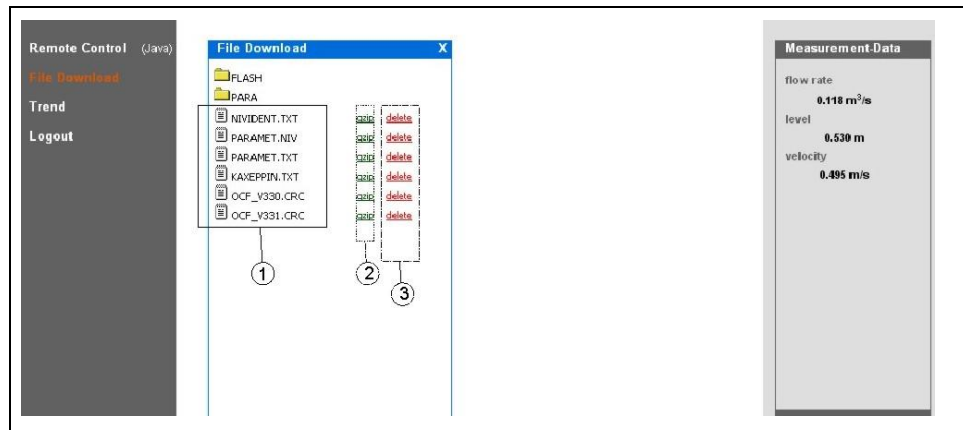 Remote Control (Java)
File Download
Trend
Logout
File Download X
FLASH
PARA
NIVIDENT.TXT gzip delete
PARAMET.NIV gzip delete
PARAMET.TXT gzip delete
KAXEPPIN.TXT gzip delete
OCF_V330.CRC gzip delete
OCF_V331.CRC gzip delete
1
2
3
Measurement-Data
flow rate
0.118 m³/s
level
0.530 m
velocity
0.495 m/s